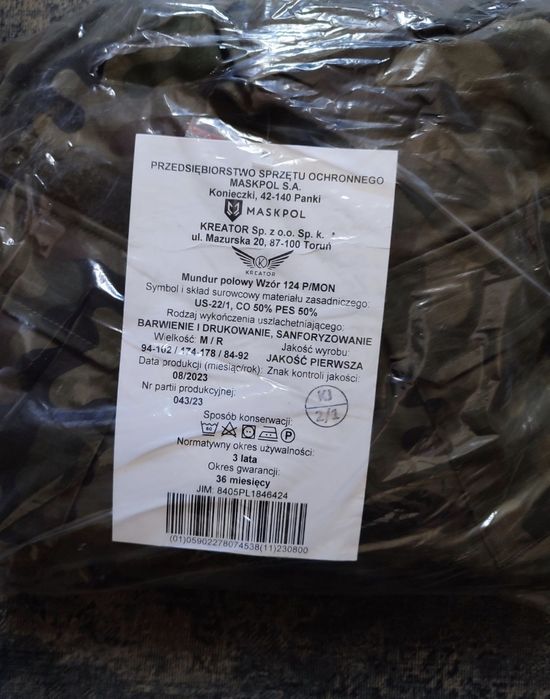 PRZEDSIĘBIORSTWO SPRZĘTU OCHRONNEGO
MASKPOL S.A.
Konieczki, 42-140 Panki
MASKPOL
KREATOR Sp. z o.o. Sp. k.
ul. Mazurska 20, 87-100 Toruń
K
KREATOR
Mundur polowy Wzór 124 P/MON
Symbol i skład surowcowy materiału zasadniczego:
US-22/1, CO 50% PES 50%
Rodzaj wykończenia uszlachetniającego:
BARWIENIE I DRUKOWANIE, SANFORYZOWANIE
Wielkość: M / R Jakość wyrobu:
94-102 / 174-178 / 84-92 JAKOŚĆ PIERWSZA
Data produkcji (miesiąc/rok): Znak kontroli jakości:
08/2023
Nr partii produkcyjnej:
043/23
KJ
2/1
Sposób konserwacji:
60 P
Normatywny okres używalności:
3 lata
Okres gwarancji:
36 miesięcy
JIM: 8405PL1846424
(01)05902278074538(11)230800